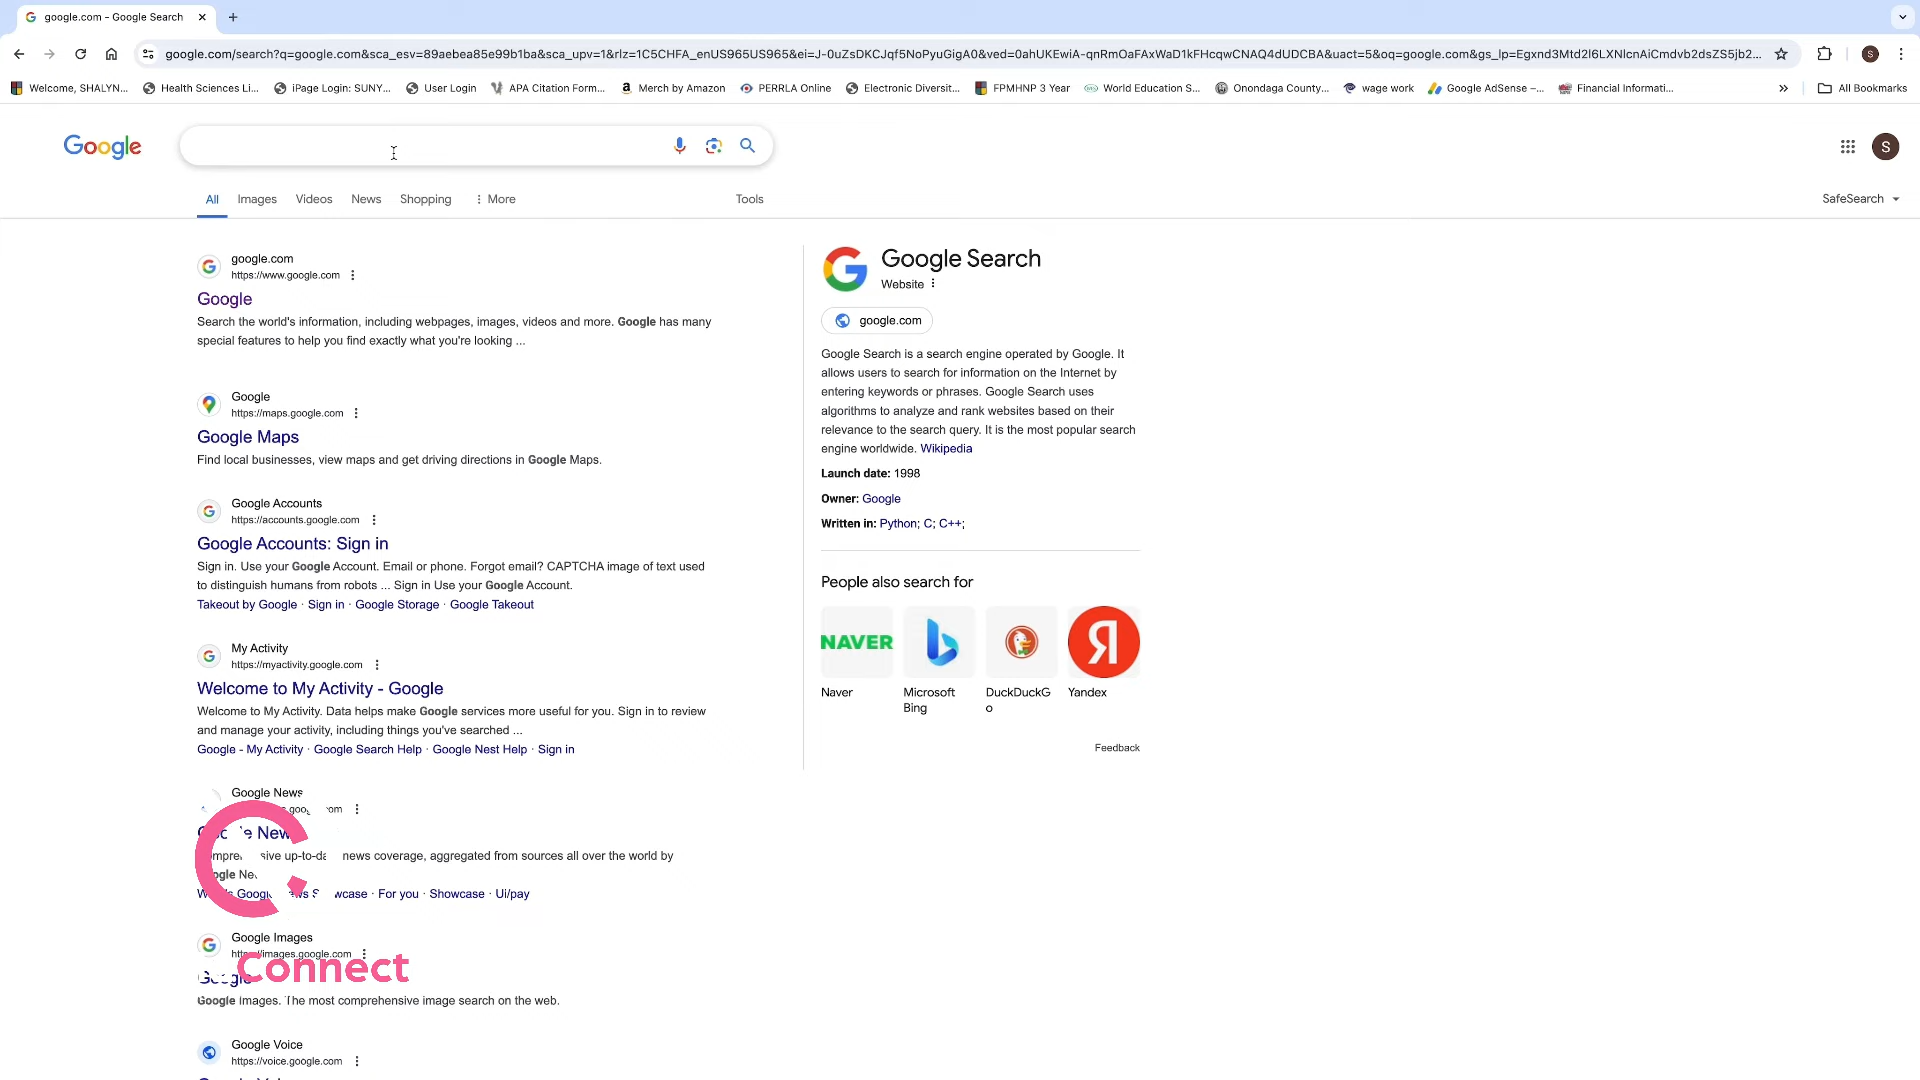 google.com - Google Search
google.com/search?q=google.com&sca_esv=89aebea85e99b1ba&sca_upv=1&rlz=1C5CHFA_enUS965US965&ei=J-0uZsDKCJqf5NoPyuGigA0&ved=0ahUKEwiA-qnRmOaFAxWaD1kFHcqwCNAQ4dUDCBA&uact=5&oq=google.com&gs_lp=Egxnd3Mtd2l6LXNlcnAiCmdvb2dsZS5jb2...
S
Welcome, SHALYN... Health Sciences Li... iPage Login: SUNY... User Login APA Citation Form... Merch by Amazon PERRLA Online Electronic Diversit... FPMHNP 3 Year World Education S... Onondaga County... wage work Google AdSense –... Financial Informati... » All Bookmarks
Google
S
All Images Videos News Shopping More Tools SafeSearch
google.com
https://www.google.com
Google
Search the world's information, including webpages, images, videos and more. Google has many
special features to help you find exactly what you're looking ...
Google
https://maps.google.com
Google Maps
Find local businesses, view maps and get driving directions in Google Maps.
Google Accounts
https://accounts.google.com
Google Accounts: Sign in
Sign in. Use your Google Account. Email or phone. Forgot email? CAPTCHA image of text used
to distinguish humans from robots ... Sign in Use your Google Account.
Takeout by Google · Sign in · Google Storage · Google Takeout
My Activity
https://myactivity.google.com
Welcome to My Activity - Google
Welcome to My Activity. Data helps make Google services more useful for you. Sign in to review
and manage your activity, including things you've searched ...
Google - My Activity · Google Search Help · Google Nest Help · Sign in
Google News
news coverage, aggregated from sources all over the world by
For you · Showcase · Ui/pay
Google Images
https://images.google.com
Google
Connect
Google Images. The most comprehensive image search on the web.
Google Voice
https://voice.google.com
Google Search
Website
google.com
Google Search is a search engine operated by Google. It
allows users to search for information on the Internet by
entering keywords or phrases. Google Search uses
algorithms to analyze and rank websites based on their
relevance to the search query. It is the most popular search
engine worldwide. Wikipedia
Launch date: 1998
Owner: Google
Written in: Python; C; C++;
People also search for
NAVER
Я
Naver
Microsoft
Bing
DuckDuckG
o
Yandex
Feedback